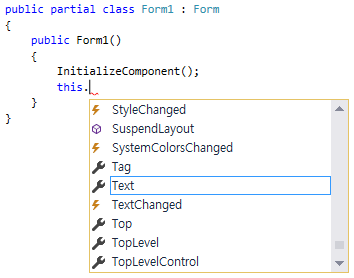 public partial class Form1 : Form
{
    public Form1()
    {
        InitializeComponent();
        this.
    }
}
StyleChanged
SuspendLayout
SystemColorsChanged
Tag
Text
TextChanged
Top
TopLevel
TopLevelControl